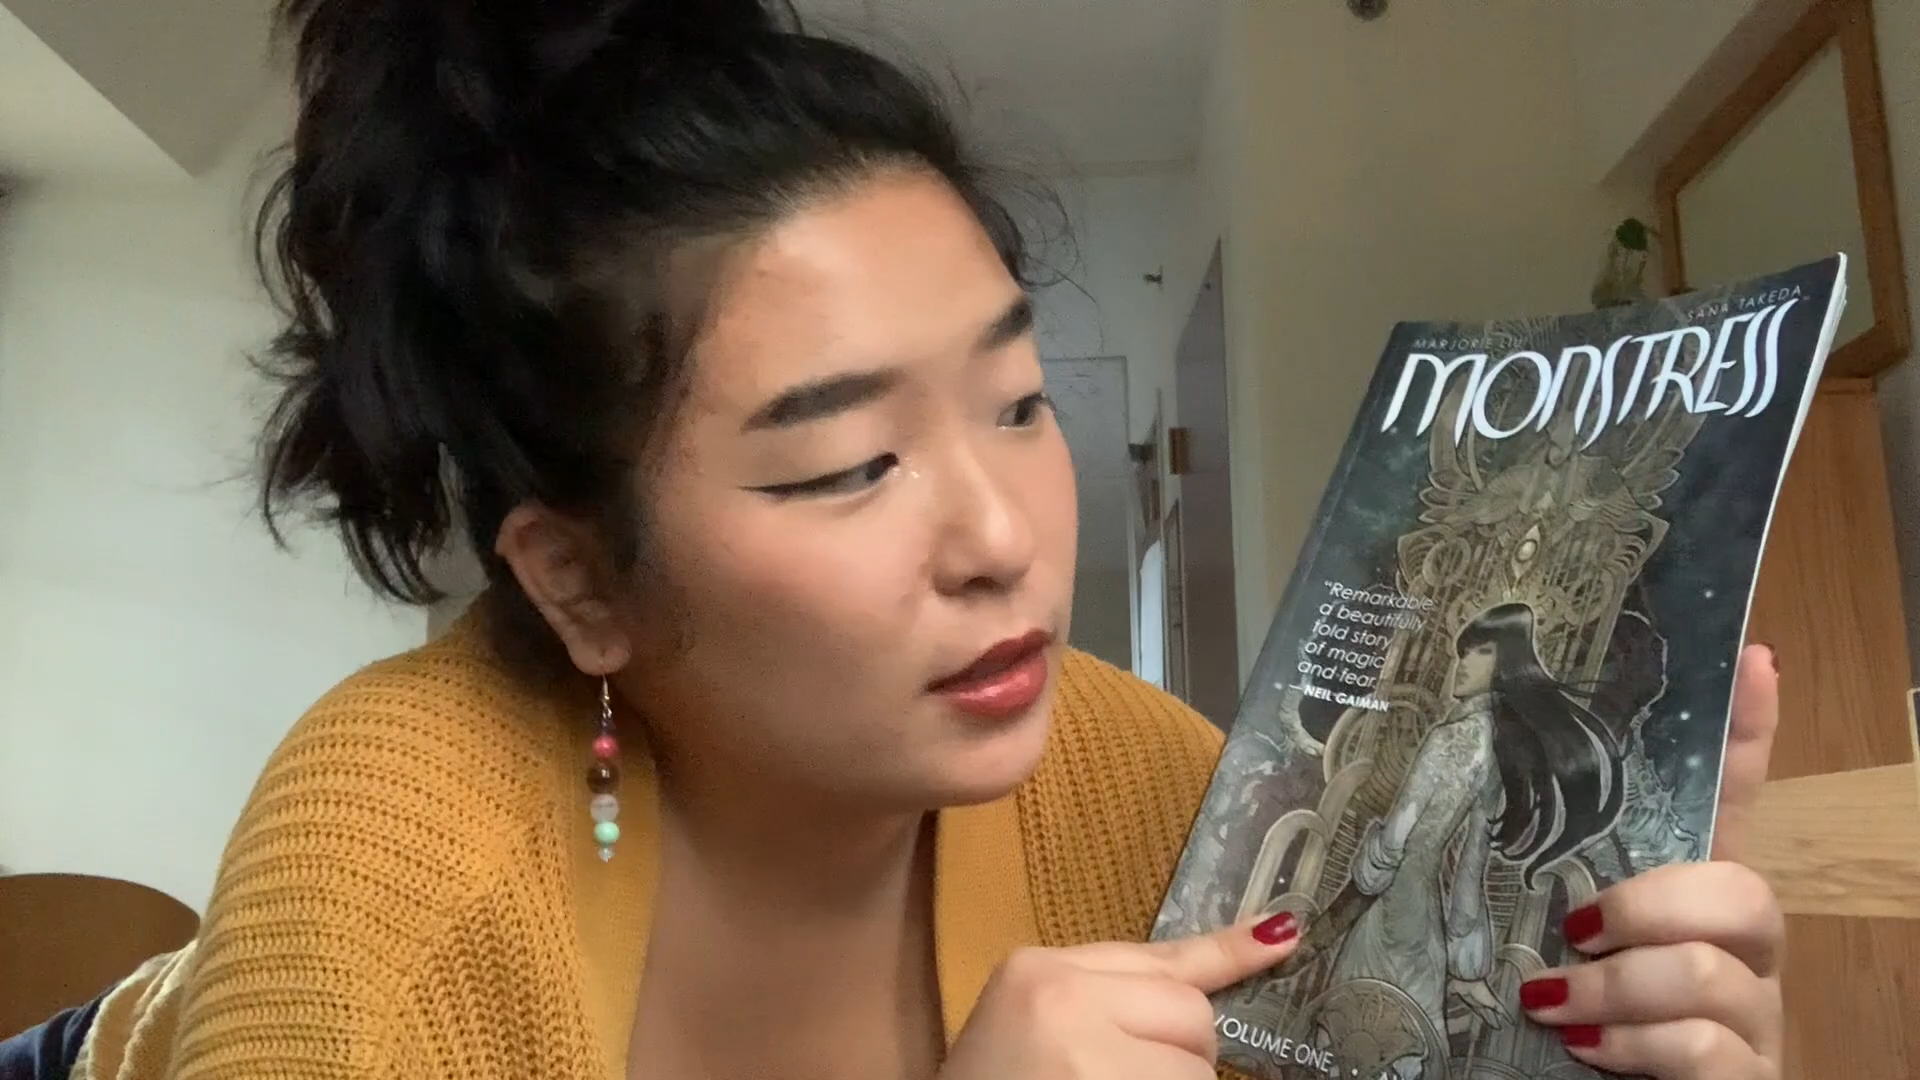 MARJORIE LIU
SANA TAKEDA
MONSTRESS
"Remarkable:
a beautifully
told story
of magic
and fear."
—NEIL GAIMAN
VOLUME ONE